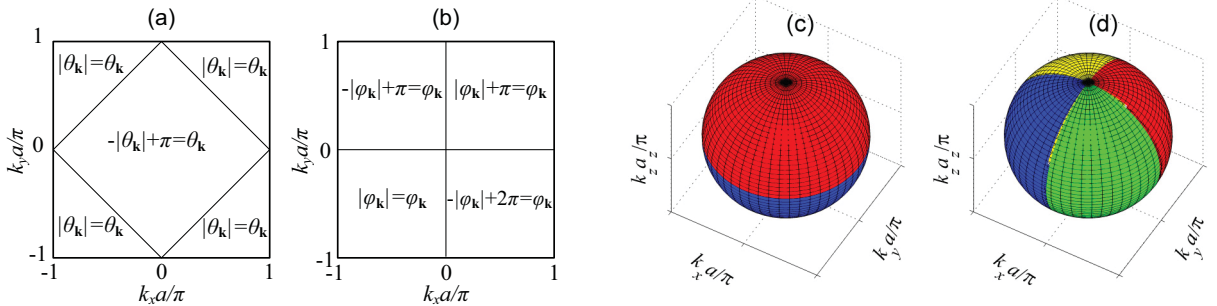 (a)
1
|θk|=θk
|θk|=θk
kya/π
0
-|θk|+π=θk
|θk|=θk
|θk|=θk
-1
-1
0
1
kxa/π
(b)
1
-|φk|+π=φk
|φk|+π=φk
kya/π
0
|φk|=φk
-|φk|+2π=φk
-1
-1
0
1
kxa/π
(c)
kza/π
kxa/π
kya/π
(d)
kza/π
kxa/π
kya/π